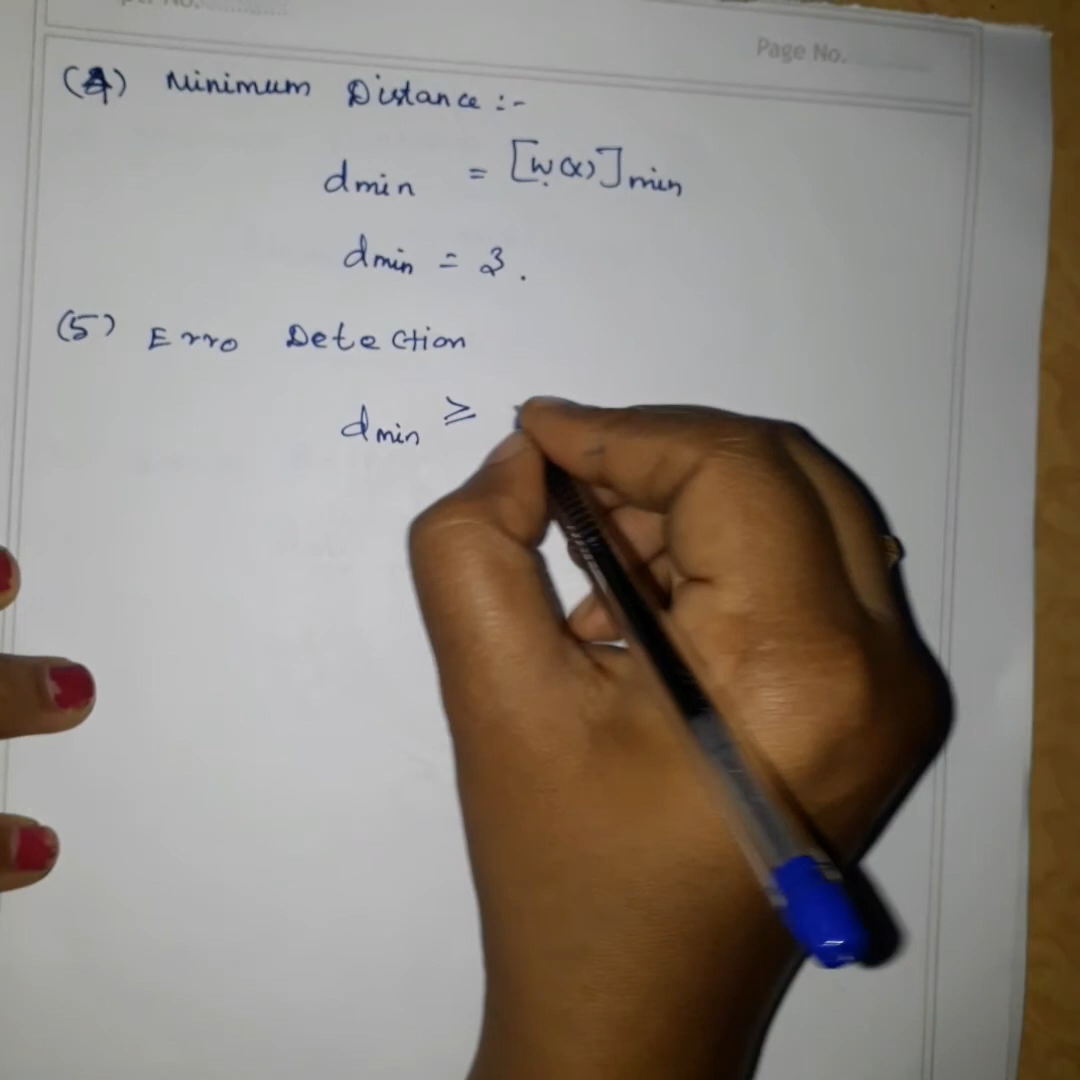 Page No.
(4) Minimum Distance :-
dmin = [w(x)]min
dmin = 3.
(5) Erro Detection
dmin ≥